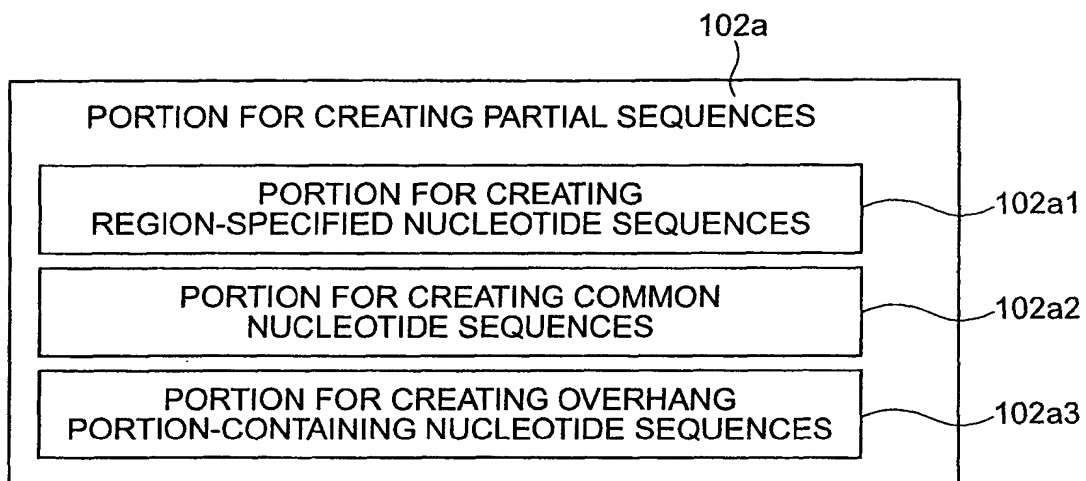 102a
PORTION FOR CREATING PARTIAL SEQUENCES
PORTION FOR CREATING
REGION-SPECIFIED NUCLEOTIDE SEQUENCES
102a1
PORTION FOR CREATING COMMON
NUCLEOTIDE SEQUENCES
102a2
PORTION FOR CREATING OVERHANG
PORTION-CONTAINING NUCLEOTIDE SEQUENCES
102a3